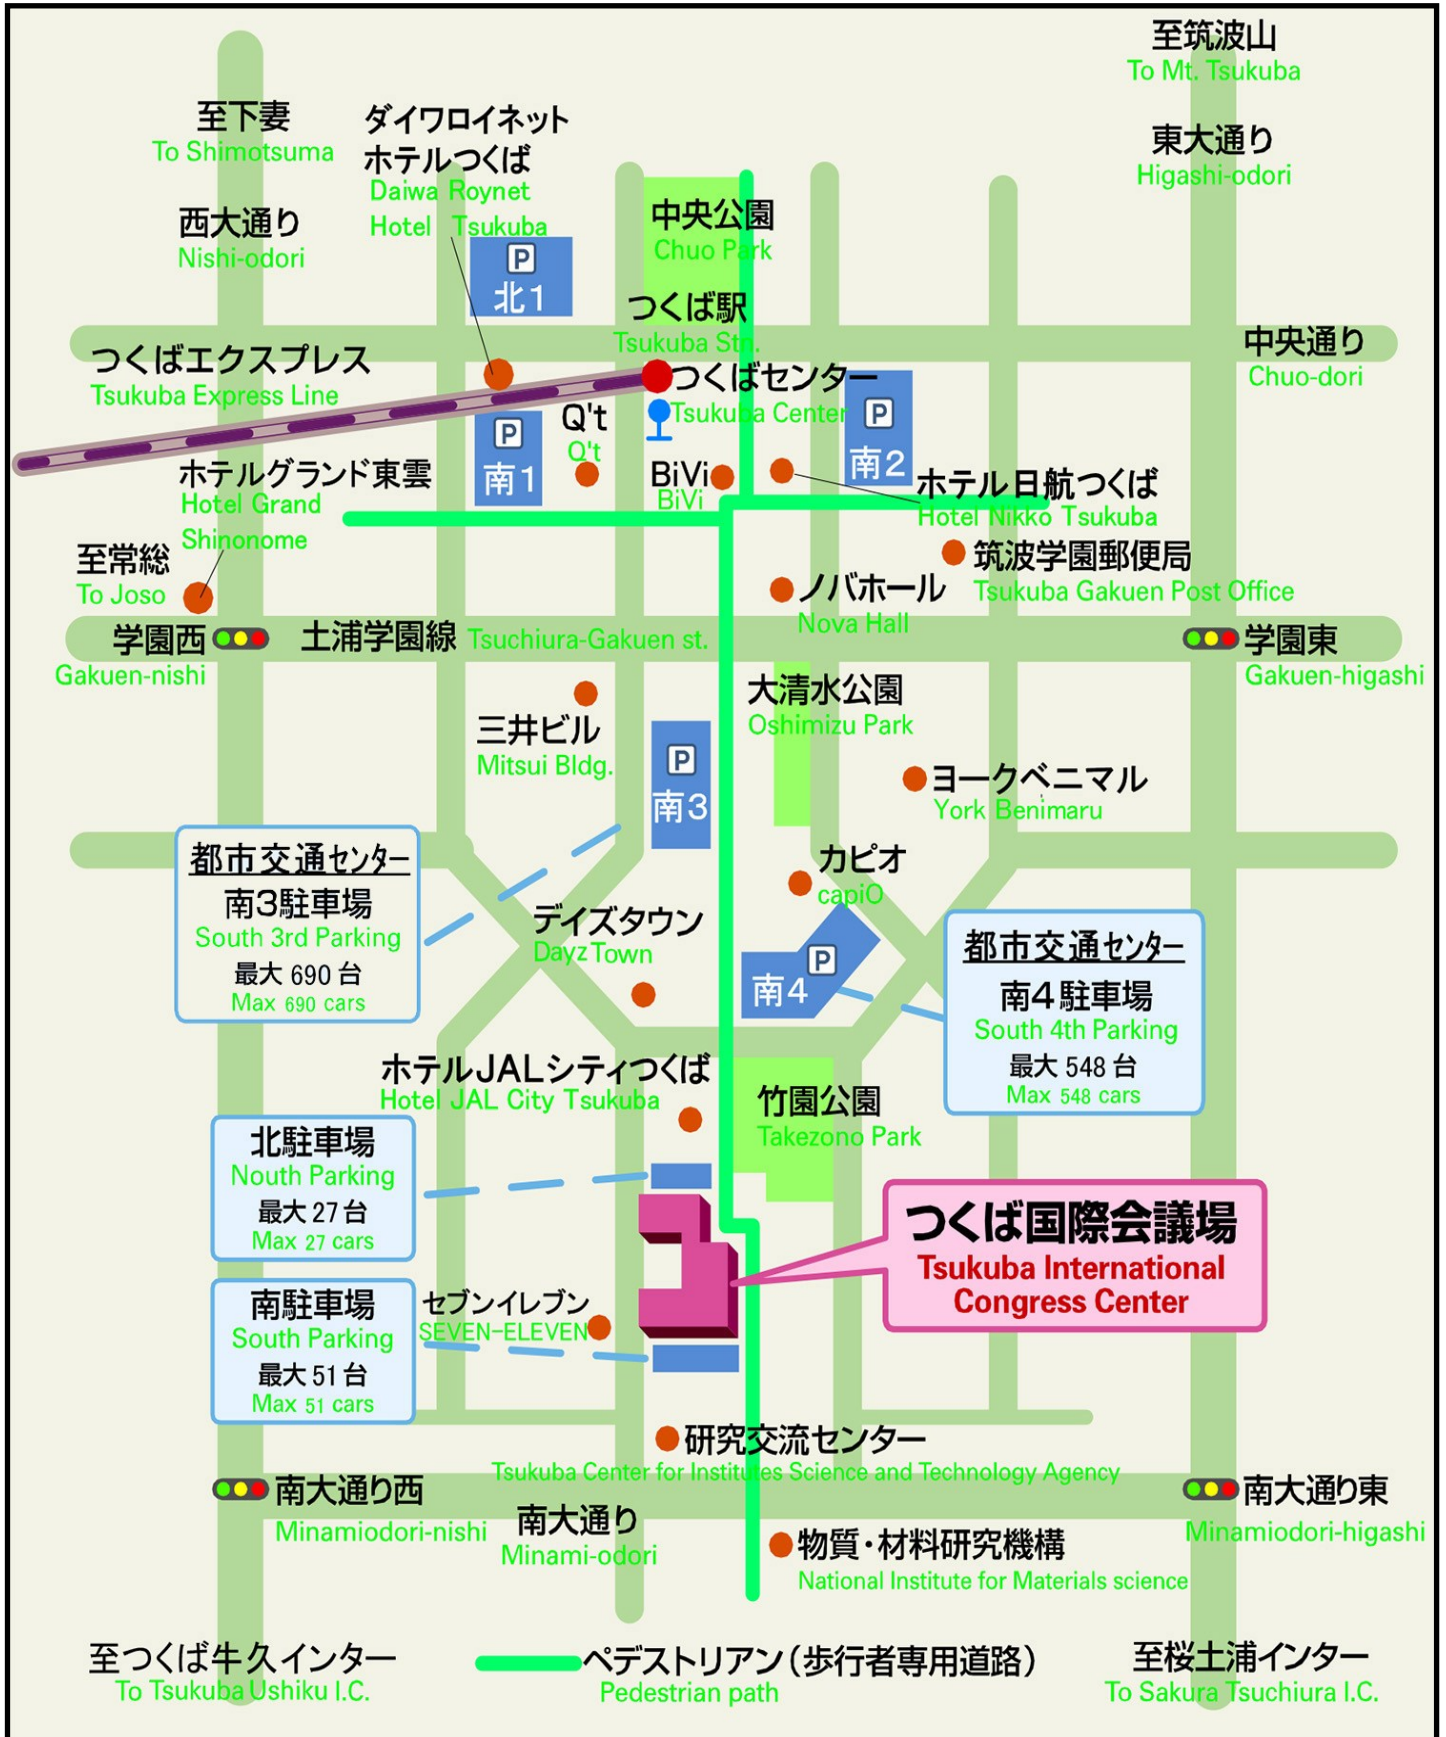 至筑波山
To Mt. Tsukuba
至下妻
To Shimotsuma
ダイワロイネット
ホテルつくば
Daiwa Roynet
Hotel Tsukuba
東大通り
Higashi-odori
西大通り
Nishi-odori
中央公園
Chuo Park
P
北1
つくば駅
Tsukuba Stn.
中央通り
Chuo-dori
つくばエクスプレス
Tsukuba Express Line
つくばセンター
Tsukuba Center
Q't
Q't
P
南1
P
南2
BiVi
BiVi
ホテルグランド東雲
Hotel Grand
Shinonome
ホテル日航つくば
Hotel Nikko Tsukuba
至常総
To Joso
筑波学園郵便局
Tsukuba Gakuen Post Office
ノバホール
Nova Hall
学園西
Gakuen-nishi
土浦学園線 Tsuchiura-Gakuen st.
学園東
Gakuen-higashi
大清水公園
Oshimizu Park
三井ビル
Mitsui Bldg.
P
南3
ヨークベニマル
York Benimaru
都市交通センター
南3駐車場
South 3rd Parking
最大 690 台
Max 690 cars
カピオ
capiO
デイズタウン
Dayz Town
P
南4
都市交通センター
南4駐車場
South 4th Parking
最大 548 台
Max 548 cars
ホテルJALシティつくば
Hotel JAL City Tsukuba
竹園公園
Takezono Park
北駐車場
Nouth Parking
最大 27 台
Max 27 cars
つくば国際会議場
Tsukuba International
Congress Center
南駐車場
South Parking
最大 51 台
Max 51 cars
セブンイレブン
SEVEN-ELEVEN
研究交流センター
Tsukuba Center for Institutes Science and Technology Agency
南大通り西
Minamiodori-nishi
南大通り
Minami-odori
南大通り東
Minamiodori-higashi
物質・材料研究機構
National Institute for Materials science
至つくば牛久インター
To Tsukuba Ushiku I.C.
ペデストリアン(歩行者専用道路)
Pedestrian path
至桜土浦インター
To Sakura Tsuchiura I.C.